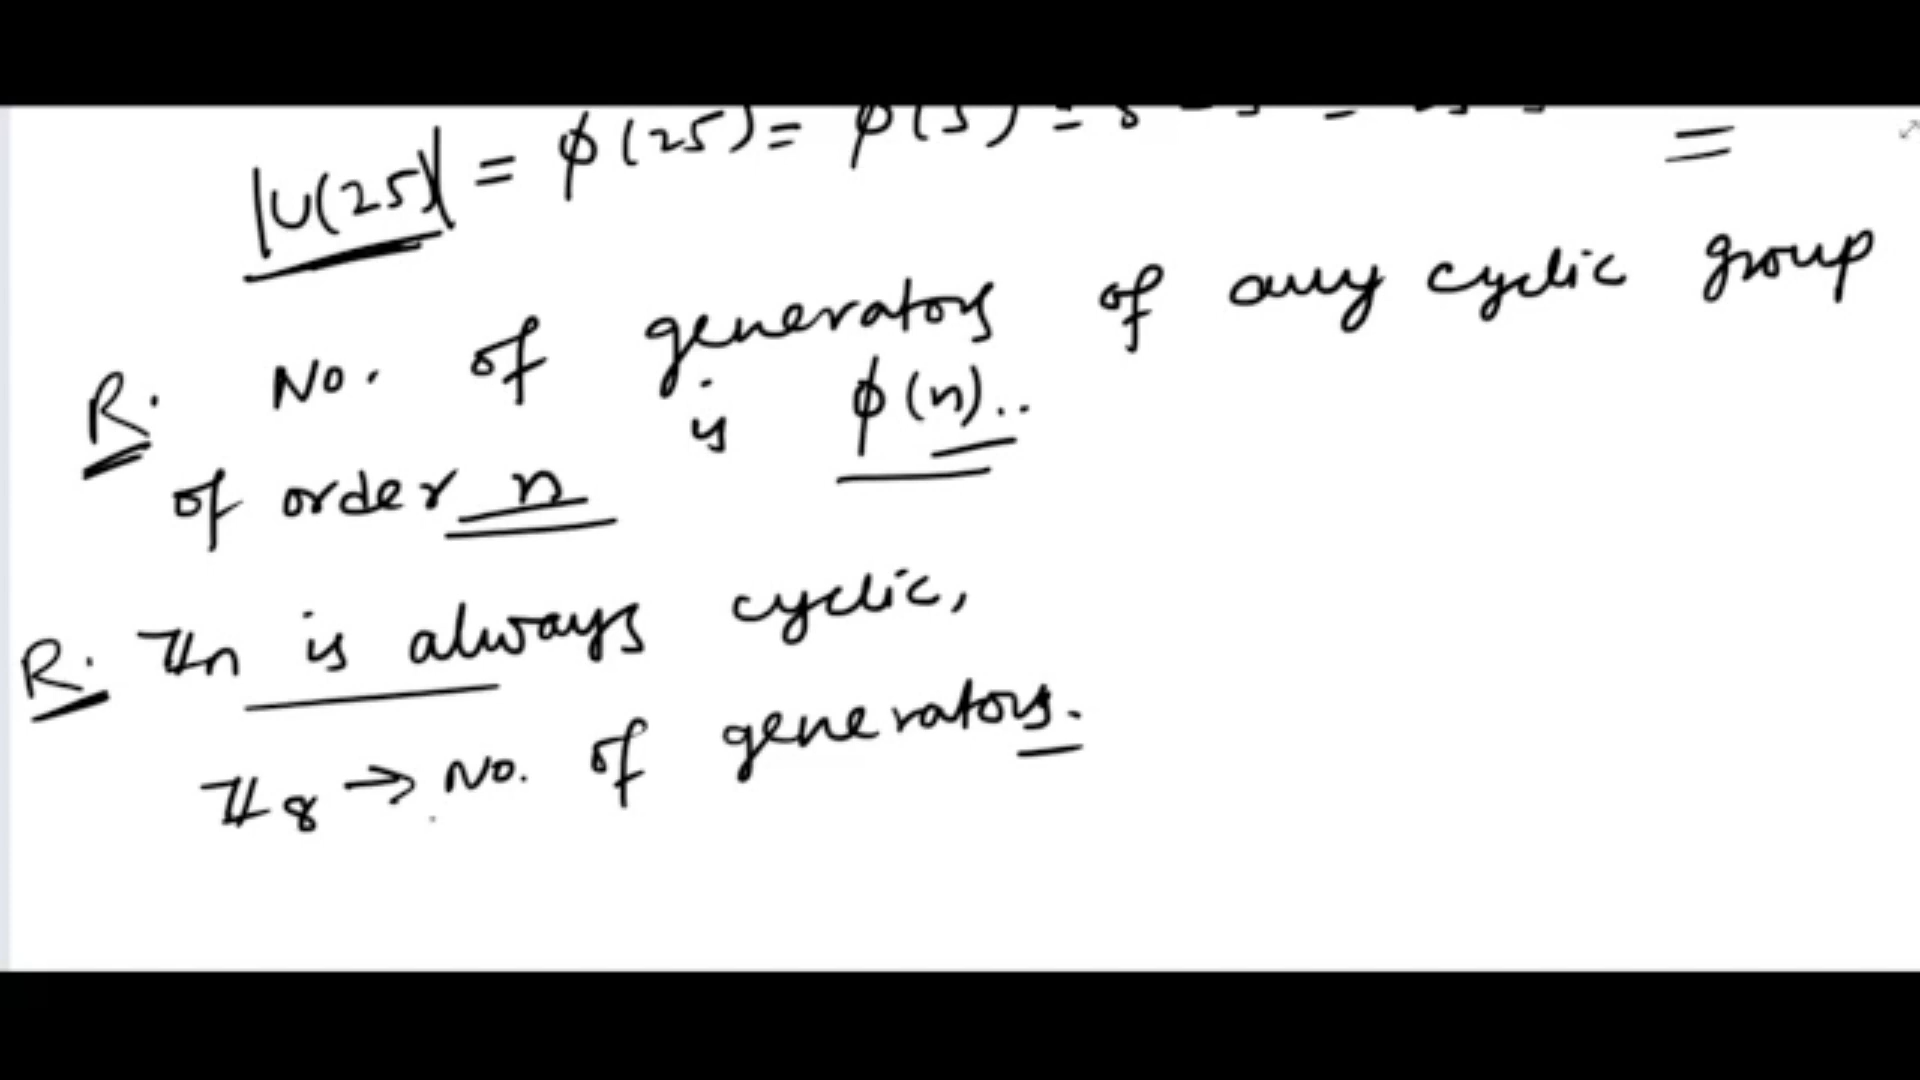 |U(25)| = φ(25) = φ(5
R: No. of generators of any cyclic group
of order n is φ(n)..
R: ℤn is always cyclic,
ℤ8 → No. of generators.